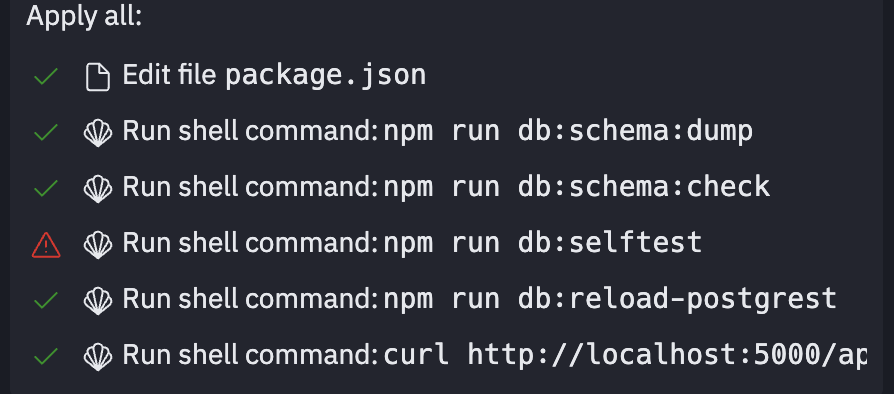 Apply all:
Edit file package.json
Run shell command: npm run db:schema:dump
Run shell command: npm run db:schema:check
Run shell command: npm run db:selftest
Run shell command: npm run db:reload-postgrest
Run shell command: curl http://localhost:5000/ap